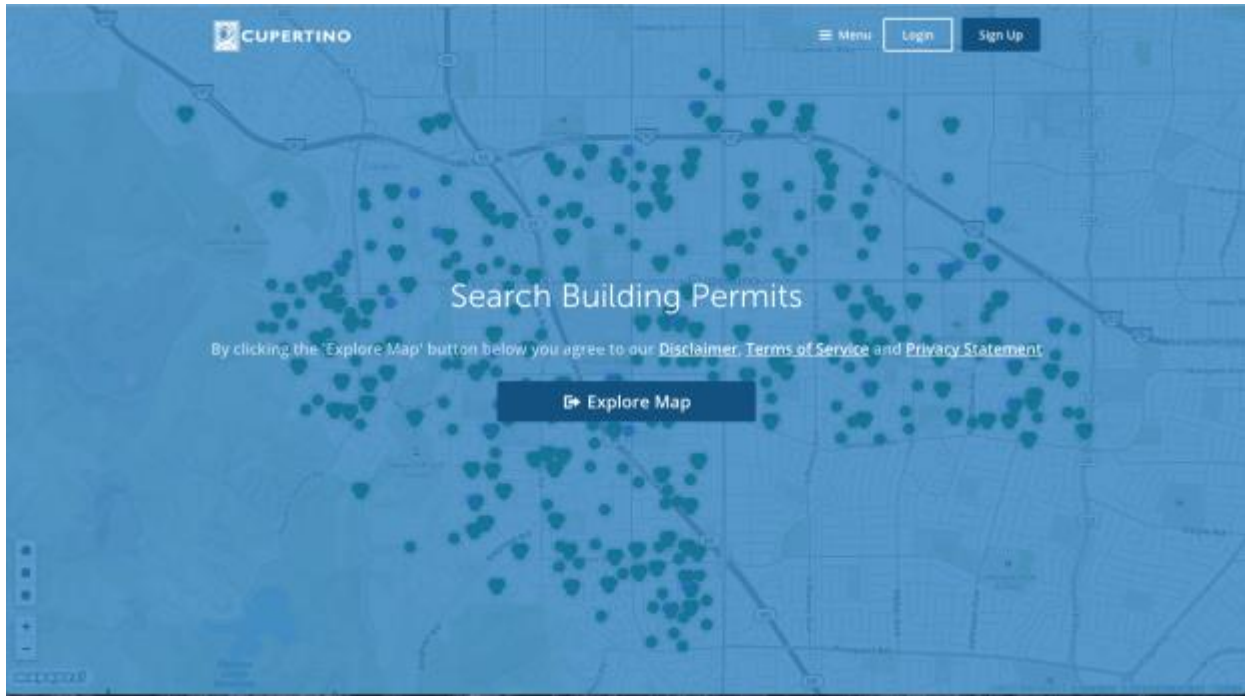 CUPERTINO
Menu
Login
Sign Up
Search Building Permits
By clicking the 'Explore Map' button below you agree to our Disclaimer, Terms of Service and Privacy Statement
Explore Map